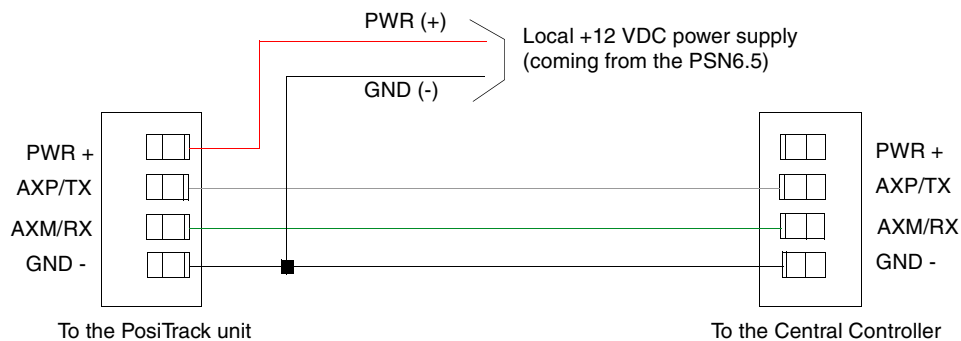 PWR (+)
Local +12 VDC power supply
(coming from the PSN6.5)
GND (-)
PWR +
AXP/TX
AXM/RX
GND -
PWR +
AXP/TX
AXM/RX
GND -
To the PosiTrack unit
To the Central Controller